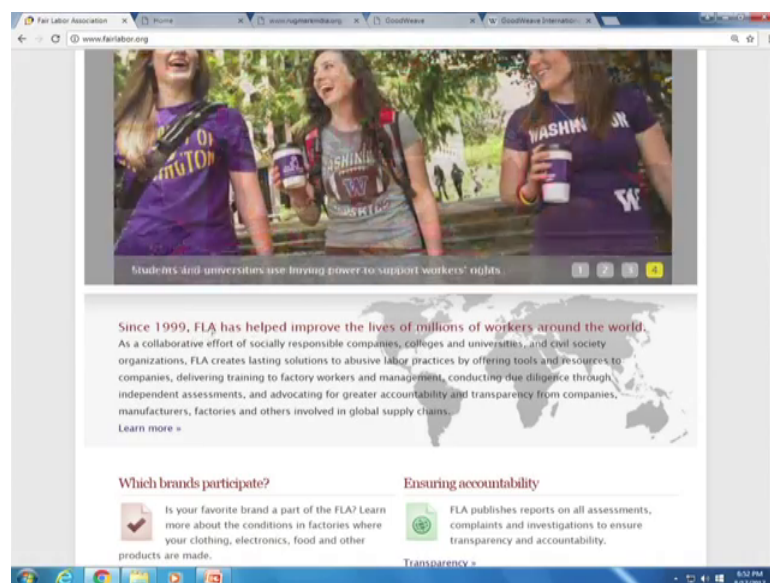 Fair Labor Association
Home
www.rugmarkindia.org
GoodWeave
GoodWeave Internation
www.fairlabor.org
WASHINGTON
W
Students and universities use buying power to support workers' rights
1 2 3 4
Since 1999, FLA has helped improve the lives of millions of workers around the world.
As a collaborative effort of socially responsible companies, colleges and universities, and civil society
organizations, FLA creates lasting solutions to abusive labor practices by offering tools and resources to
companies, delivering training to factory workers and management, conducting due diligence through
independent assessments, and advocating for greater accountability and transparency from companies,
manufacturers, factories and others involved in global supply chains.
Learn more »
Which brands participate?
Is your favorite brand a part of the FLA? Learn
more about the conditions in factories where
your clothing, electronics, food and other
products are made.
Ensuring accountability
FLA publishes reports on all assessments,
complaints and investigations to ensure
transparency and accountability.
Transparency »
6:52 PM